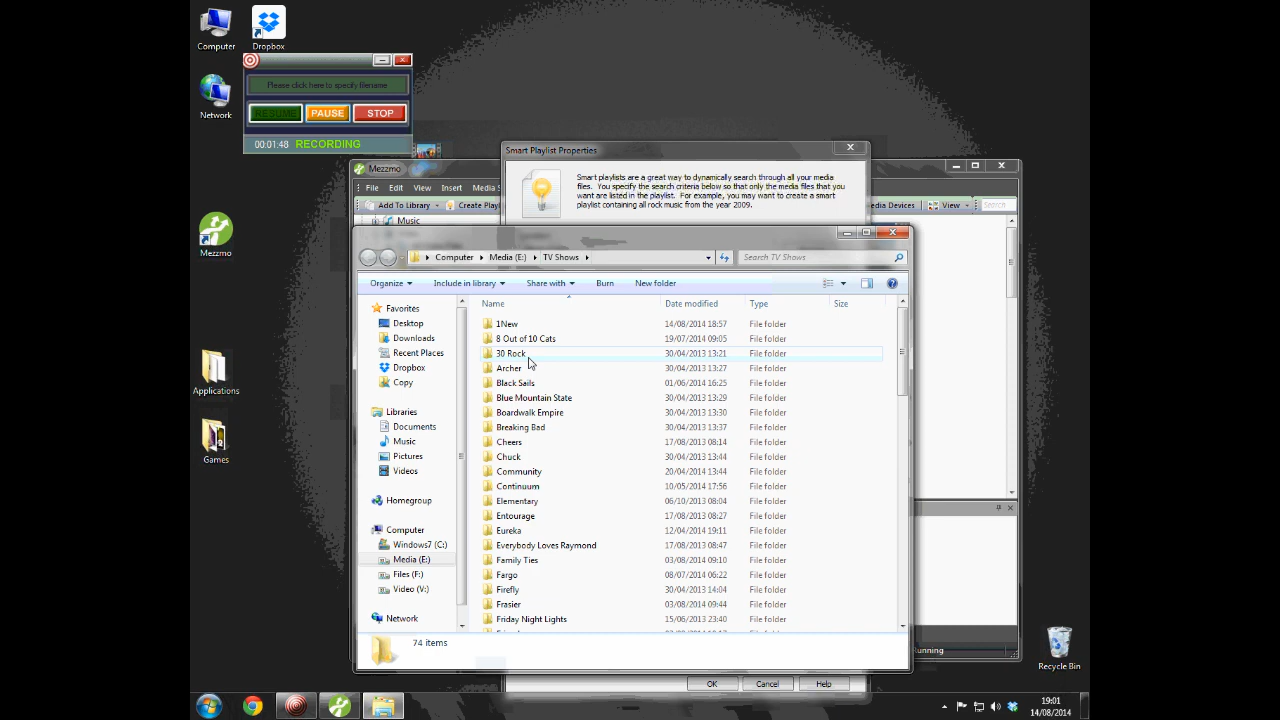 Computer
Dropbox
Network
Please click here to specify filename
RESUME PAUSE STOP
00:01:48 RECORDING
Mezzmo
Applications
Games
Recycle Bin
Smart Playlist Properties
Smart playlists are a great way to dynamically search through all your media
files. You specify the search criteria below so that only the media files that you
want are listed in the playlist. For example, you may want to create a smart
playlist containing all rock music from the year 2009.
Mezzmo
File Edit View Insert Media S
Add To Library Create Playl
edia Devices View Search
Music
Computer Media (E:) TV Shows
Search TV Shows
Organize Include in library Share with Burn New folder
Name Date modified Type Size
Favorites
Desktop
Downloads
Recent Places
Dropbox
Copy
Libraries
Documents
Music
Pictures
Videos
Homegroup
Computer
Windows7 (C:)
Media (E:)
Files (F:)
Video (V:)
Network
1New 14/08/2014 18:57 File folder
8 Out of 10 Cats 19/07/2014 09:05 File folder
30 Rock 30/04/2013 13:21 File folder
Archer 30/04/2013 13:27 File folder
Black Sails 01/06/2014 16:25 File folder
Blue Mountain State 30/04/2013 13:29 File folder
Boardwalk Empire 30/04/2013 13:30 File folder
Breaking Bad 30/04/2013 13:37 File folder
Cheers 17/08/2013 08:14 File folder
Chuck 30/04/2013 13:44 File folder
Community 20/04/2014 13:44 File folder
Continuum 10/05/2014 17:56 File folder
Elementary 06/10/2013 08:04 File folder
Entourage 17/08/2013 08:27 File folder
Eureka 12/04/2014 19:11 File folder
Everybody Loves Raymond 17/08/2013 08:47 File folder
Family Ties 03/08/2014 09:10 File folder
Fargo 08/07/2014 06:22 File folder
Firefly 30/04/2013 14:04 File folder
Frasier 03/08/2014 09:44 File folder
Friday Night Lights 15/06/2013 23:40 File folder
74 items
unning
OK Cancel Help
19:01
14/08/2014